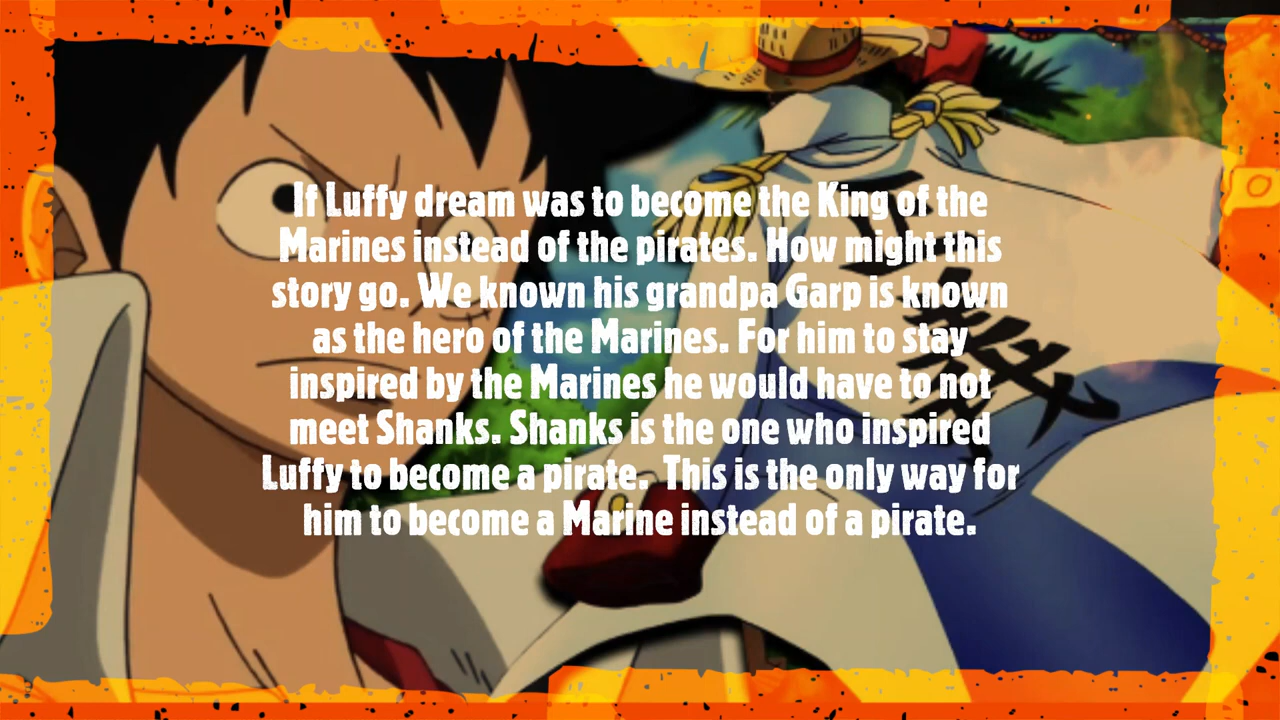 If Luffy dream was to become the King of the
Marines instead of the pirates. How might this
story go. We known his grandpa Garp is known
as the hero of the Marines. For him to stay
inspired by the Marines he would have to not
meet Shanks. Shanks is the one who inspired
Luffy to become a pirate. This is the only way for
him to become a Marine instead of a pirate.